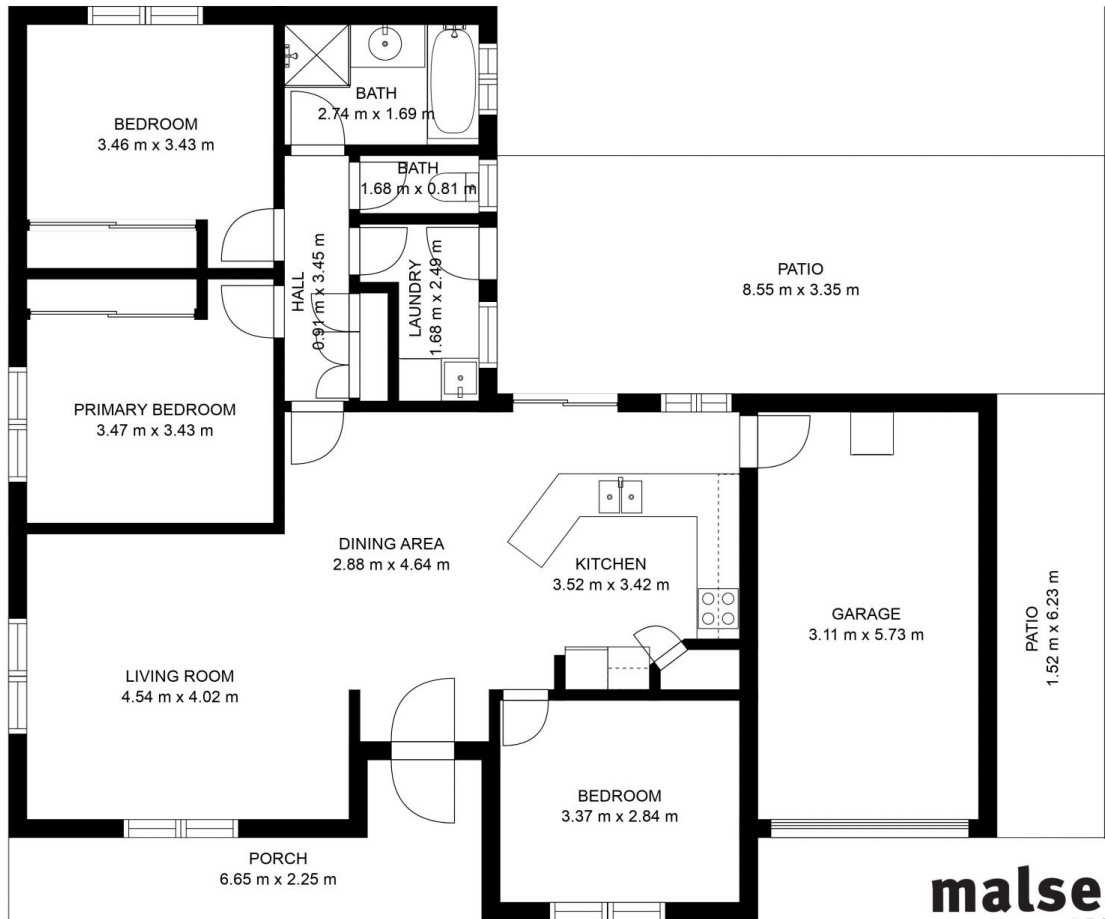 BATH
2.74 m x 1.69 m
BEDROOM
3.46 m x 3.43 m
BATH
1.68 m x 0.81 m
HALL
0.91 m x 3.45 m
LAUNDRY
1.68 m x 2.49 m
PATIO
8.55 m x 3.35 m
PRIMARY BEDROOM
3.47 m x 3.43 m
DINING AREA
2.88 m x 4.64 m
KITCHEN
3.52 m x 3.42 m
GARAGE
3.11 m x 5.73 m
PATIO
1.52 m x 6.23 m
LIVING ROOM
4.54 m x 4.02 m
BEDROOM
3.37 m x 2.84 m
PORCH
6.65 m x 2.25 m
malse